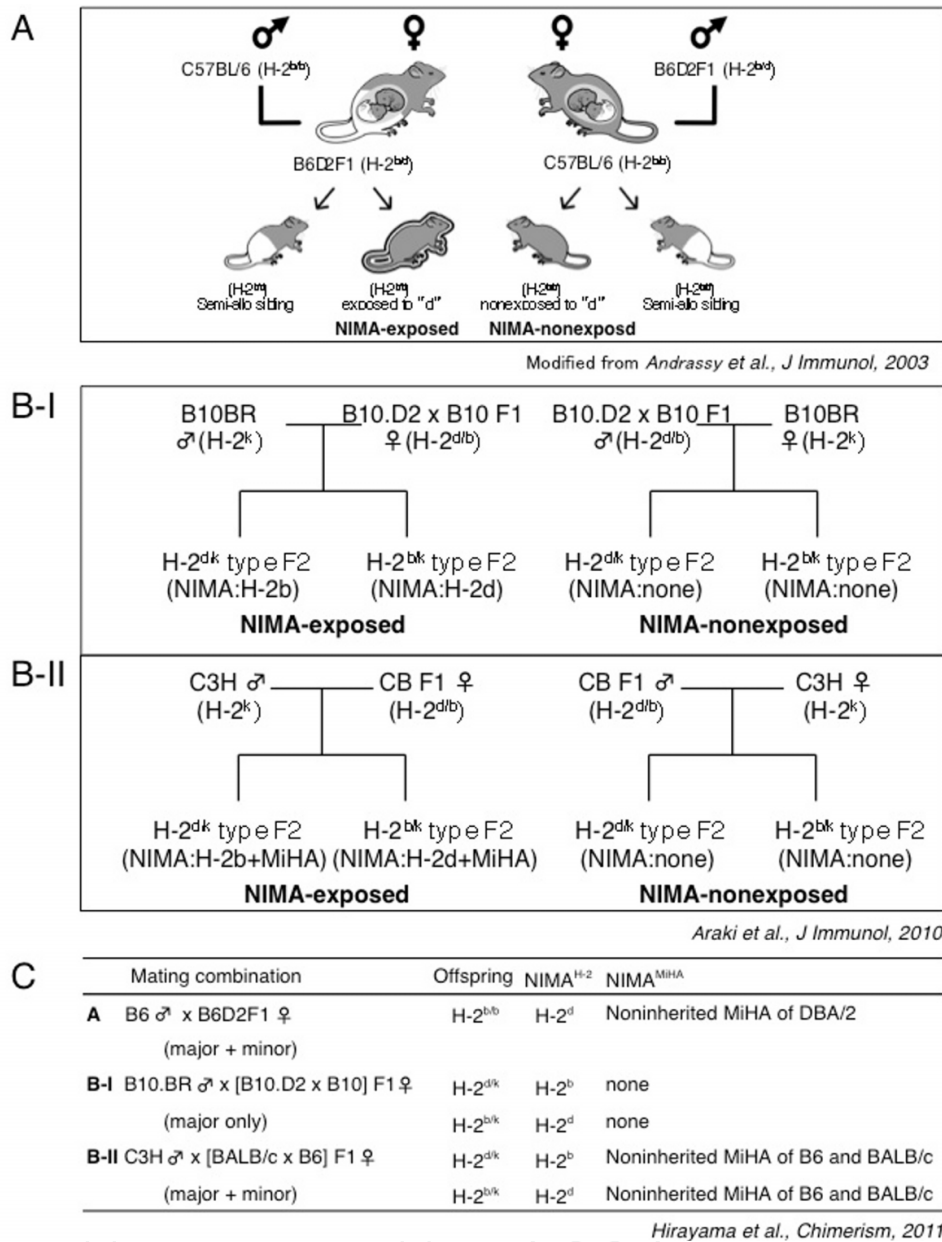 A
♂ ♀ ♀ ♂
C57BL/6 (H-2b/b) B6D2F1 (H-2b/d)
B6D2F1 (H-2b/d) C57BL/6 (H-2b/b)
(H-2b/d) (H-2b/b) (H-2b/b) (H-2b/d)
Semi-allo sibling exposed to "d" nonexposed to "d" Semi-allo sibling
NIMA-exposed NIMA-nonexposd
Modified from Andrassy et al., J Immunol, 2003
B-I
B10BR B10.D2 x B10 F1 B10.D2 x B10 F1 B10BR
♂(H-2k) ♀(H-2d/b) ♂(H-2d/b) ♀(H-2k)
H-2d/k type F2 H-2b/k type F2 H-2d/k type F2 H-2b/k type F2
(NIMA:H-2b) (NIMA:H-2d) (NIMA:none) (NIMA:none)
NIMA-exposed NIMA-nonexposed
B-II
C3H ♂ CB F1 ♀ CB F1 ♂ C3H ♀
(H-2k) (H-2d/b) (H-2d/b) (H-2k)
H-2d/k type F2 H-2b/k type F2 H-2d/k type F2 H-2b/k type F2
(NIMA:H-2b+MiHA) (NIMA:H-2d+MiHA) (NIMA:none) (NIMA:none)
NIMA-exposed NIMA-nonexposed
Araki et al., J Immunol, 2010
C
Mating combination Offspring NIMAH-2 NIMAMiHA
A B6 ♂ x B6D2F1 ♀ H-2b/b H-2d Noninherited MiHA of DBA/2
(major + minor)
B-I B10.BR ♂ x [B10.D2 x B10] F1 ♀ H-2d/k H-2b none
(major only) H-2b/k H-2d none
B-II C3H ♂ x [BALB/c x B6] F1 ♀ H-2d/k H-2b Noninherited MiHA of B6 and BALB/c
(major + minor) H-2b/k H-2d Noninherited MiHA of B6 and BALB/c
Hirayama et al., Chimerism, 2011